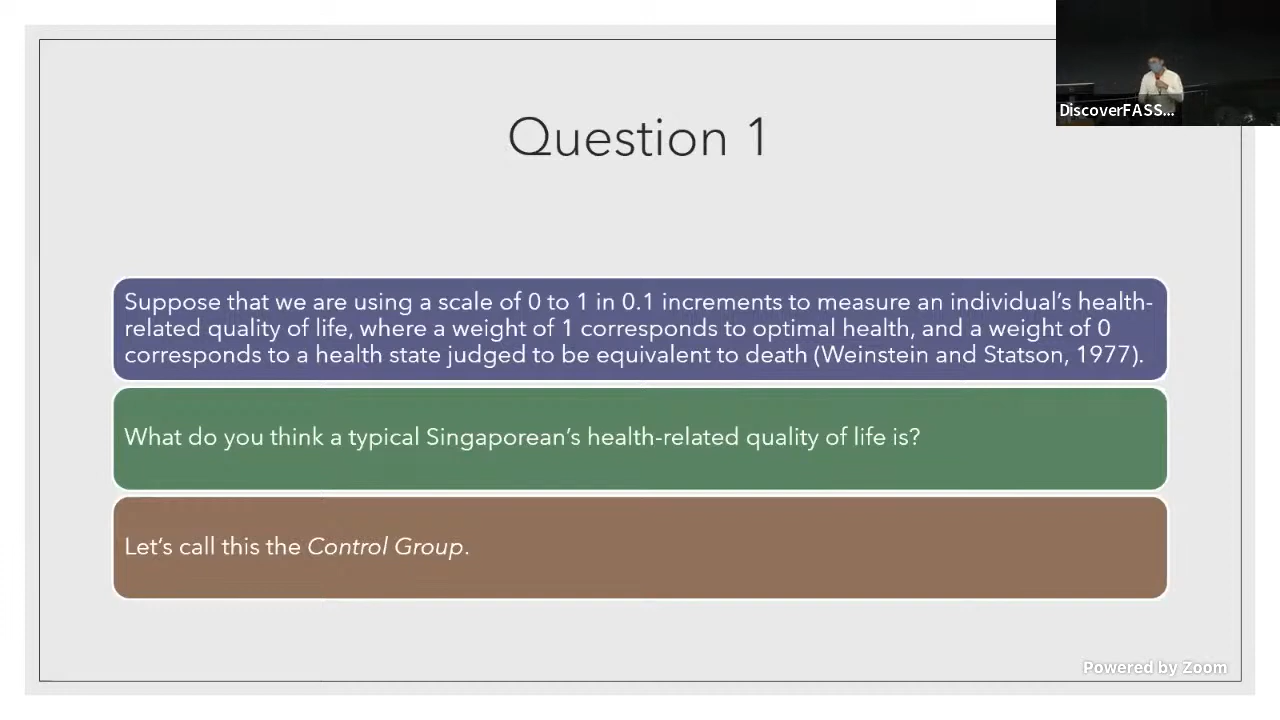 DiscoverFASS...
Question 1
Suppose that we are using a scale of 0 to 1 in 0.1 increments to measure an individual's health-
related quality of life, where a weight of 1 corresponds to optimal health, and a weight of 0
corresponds to a health state judged to be equivalent to death (Weinstein and Statson, 1977).
What do you think a typical Singaporean's health-related quality of life is?
Let's call this the Control Group.
Powered by Zoom